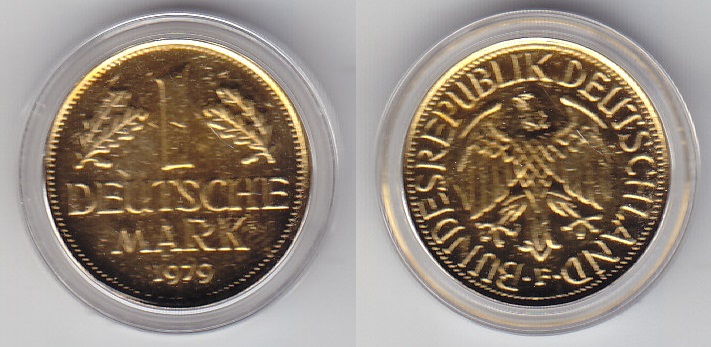 1
DEUTSCHE
MARK
1979
BUNDESREPUBLIK DEUTSCHLAND
F